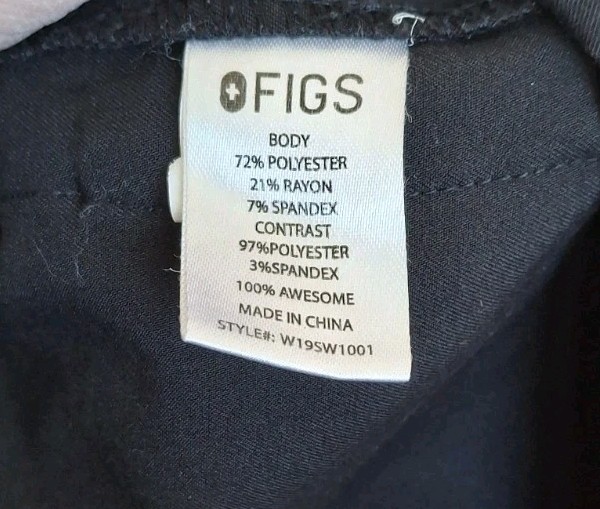 FIGS
BODY
72% POLYESTER
21% RAYON
7% SPANDEX
CONTRAST
97%POLYESTER
3%SPANDEX
100% AWESOME
MADE IN CHINA
STYLE#: W19SW1001